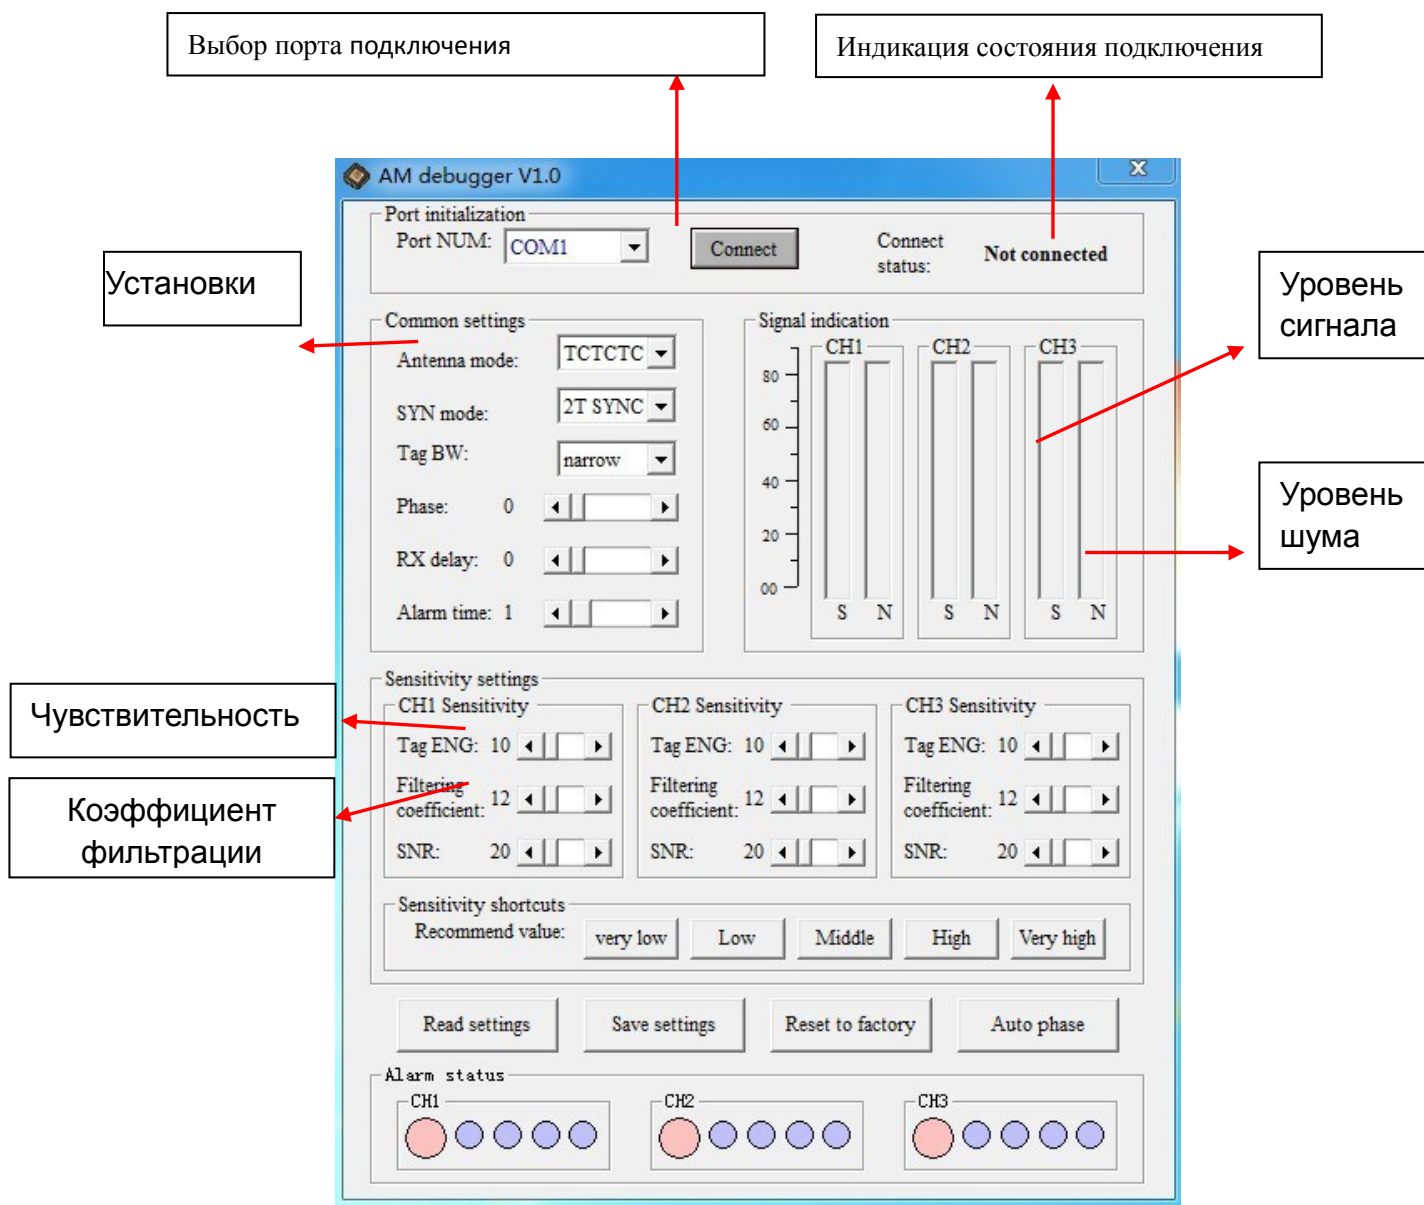 Выбор порта подключения
Индикация состояния подключения
AM debugger V1.0
x
Port initialization
Port NUM: COM1 Connect Connect status: Not connected
Установки
Уровень
сигнала
Common settings
Antenna mode: TCTCTC
SYN mode: 2T SYNC
Tag BW: narrow
Phase: 0
RX delay: 0
Alarm time: 1
Signal indication
CH1 CH2 CH3
80
60
40
20
00
S N S N S N
Уровень
шума
Sensitivity settings
Чувствительность
Коэффициент
фильтрации
CH1 Sensitivity
Tag ENG: 10
Filtering
coefficient: 12
SNR: 20
CH2 Sensitivity
Tag ENG: 10
Filtering
coefficient: 12
SNR: 20
CH3 Sensitivity
Tag ENG: 10
Filtering
coefficient: 12
SNR: 20
Sensitivity shortcuts
Recommend value: very low Low Middle High Very high
Read settings Save settings Reset to factory Auto phase
Alarm status
CH1 CH2 CH3